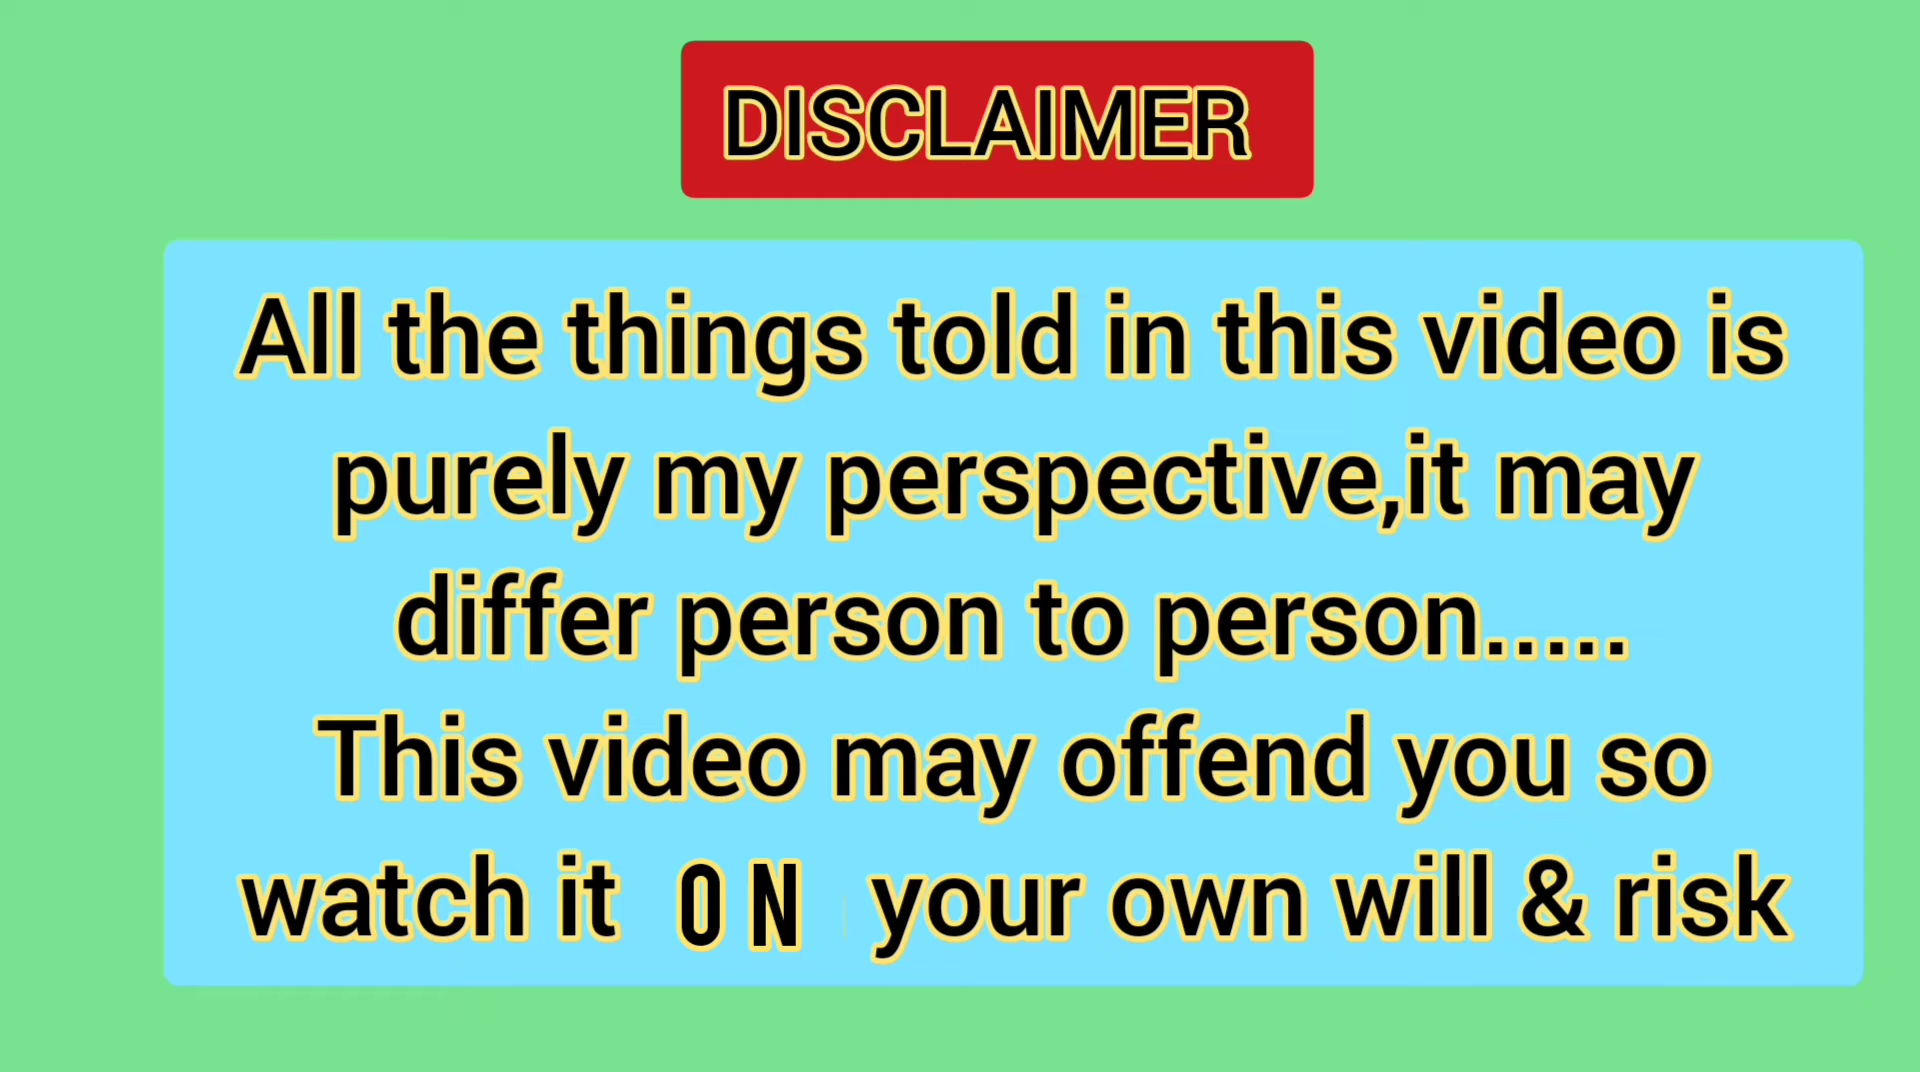 DISCLAIMER
All the things told in this video is
purely my perspective,it may
differ person to person.....
This video may offend you so
watch it ON your own will & risk